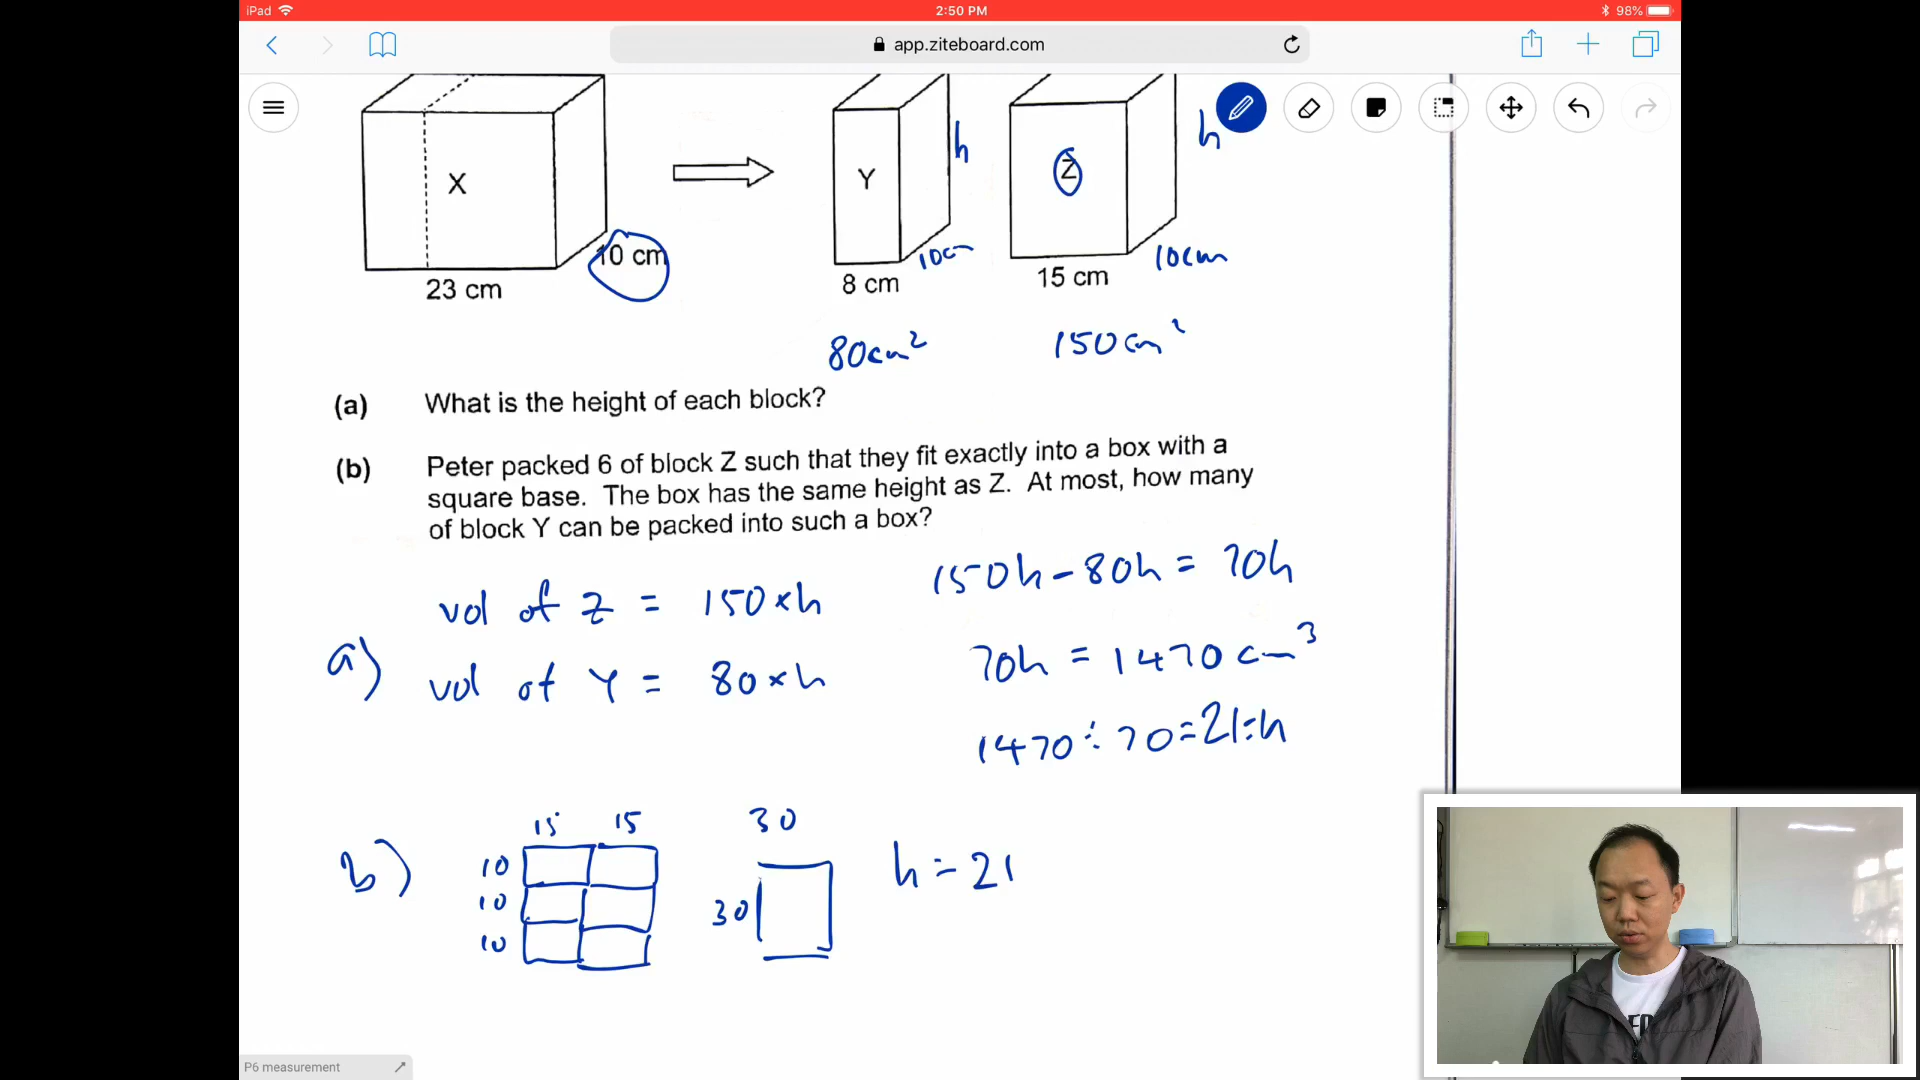 iPad 2:50 PM 98%
app.ziteboard.com
X
Y
h
Z
h
10 cm
10cm
10cm
23 cm
8 cm
15 cm
80cm²
150cm²
(a) What is the height of each block?
(b) Peter packed 6 of block Z such that they fit exactly into a box with a
square base. The box has the same height as Z. At most, how many
of block Y can be packed into such a box?
150h - 80h = 70h
vol of Z = 150 × h
a)
70h = 1470 cm³
vol of Y = 80 × h
1470 ÷ 70 = 21 = h
b)
15 15
30
10
h = 21
10
30
10
P6 measurement